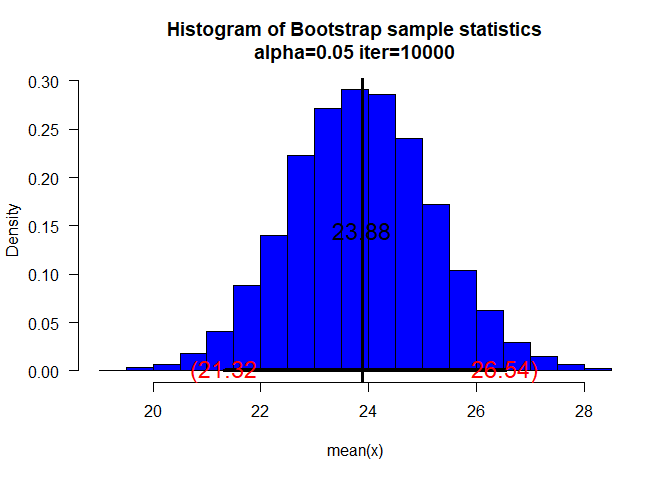 Histogram of Bootstrap sample statistics
alpha=0.05 iter=10000
Density
0.30
0.25
0.20
0.15
0.10
0.05
0.00
23.88
(21.32
26.54)
20 22 24 26 28
mean(x)